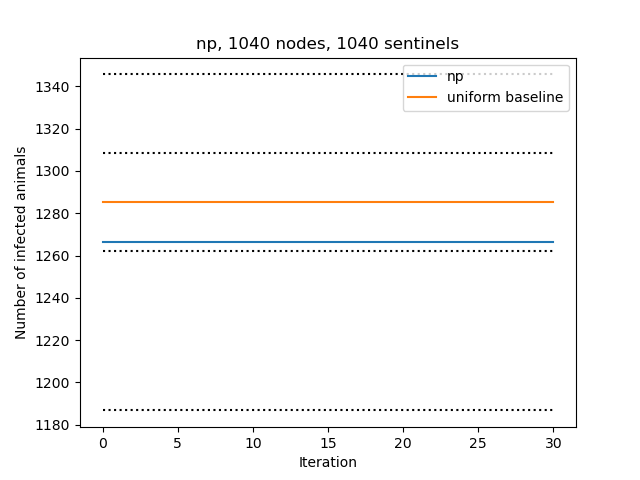 np, 1040 nodes, 1040 sentinels
np
uniform baseline
Number of infected animals
1340
1320
1300
1280
1260
1240
1220
1200
1180
0 5 10 15 20 25 30
Iteration